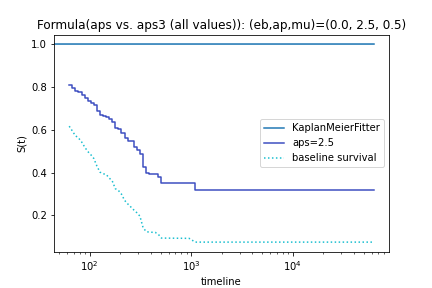 Formula(aps vs. aps3 (all values)): (eb,ap,mu)=(0.0, 2.5, 0.5)
1.0
0.8
0.6
0.4
0.2
S(t)
KaplanMeierFitter
aps=2.5
baseline survival
10²
10³
10⁴
timeline